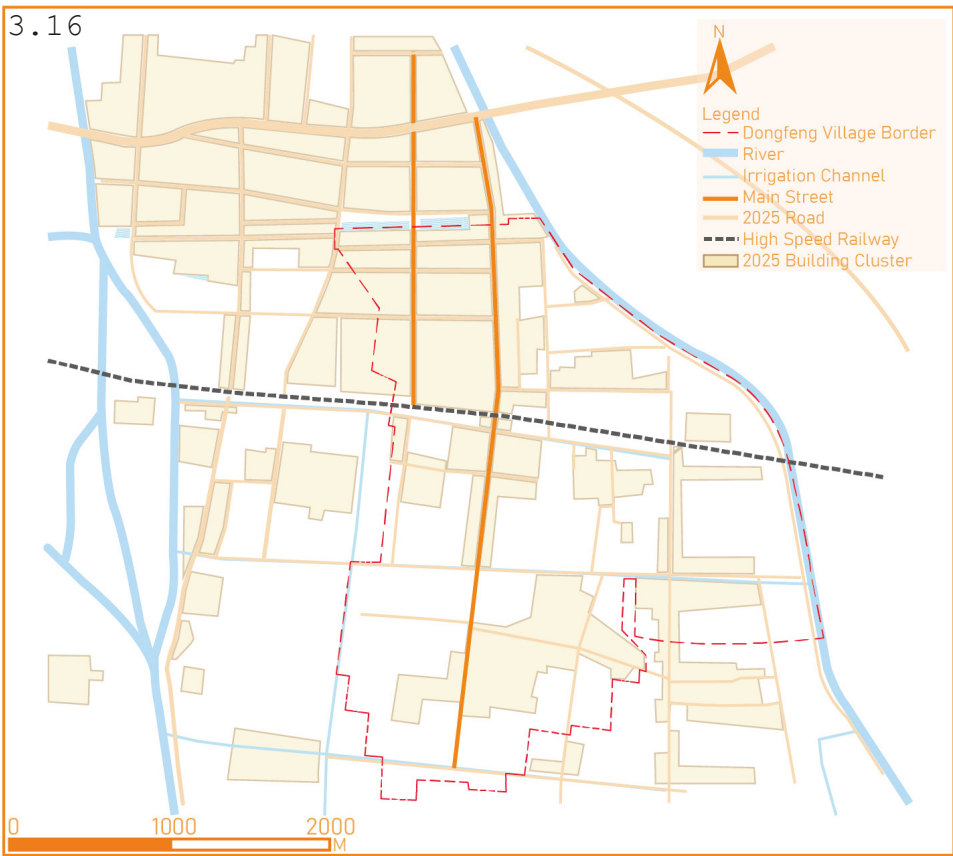 3.16
N
Legend
Dongfeng Village Border
River
Irrigation Channel
Main Street
2025 Road
High Speed Railway
2025 Building Cluster
0 1000 2000
M